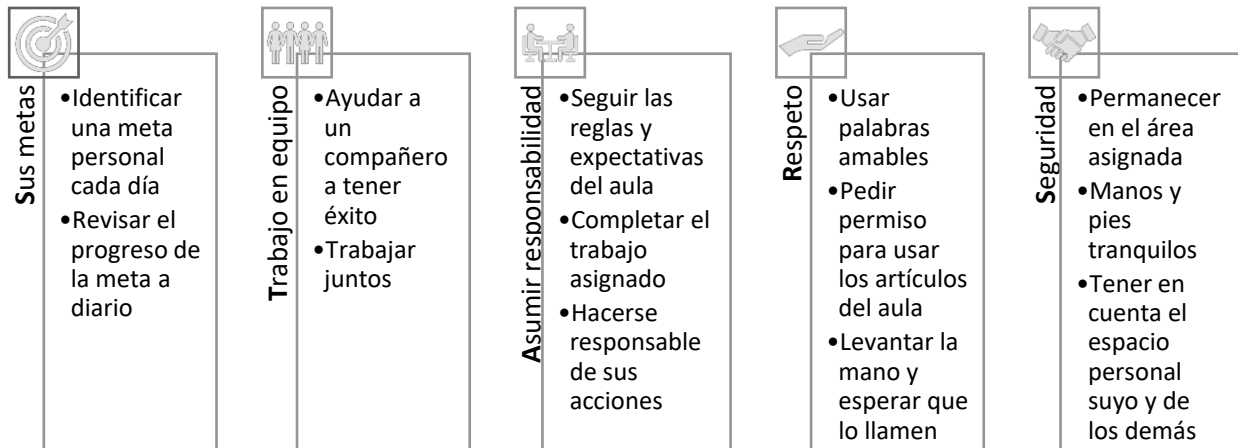 Sus metas
•Identificar
una meta
personal
cada día
•Revisar el
progreso de
la meta a
diario
Trabajo en equipo
•Ayudar a
un
compañero
a tener
éxito
•Trabajar
juntos
Asumir responsabilidad
•Seguir las
reglas y
expectativas
del aula
•Completar el
trabajo
asignado
•Hacerse
responsable
de sus
acciones
Respeto
•Usar
palabras
amables
•Pedir
permiso
para usar
los artículos
del aula
•Levantar la
mano y
esperar que
lo llamen
Seguridad
•Permanecer
en el área
asignada
•Manos y
pies
tranquilos
•Tener en
cuenta el
espacio
personal
suyo y de
los demás